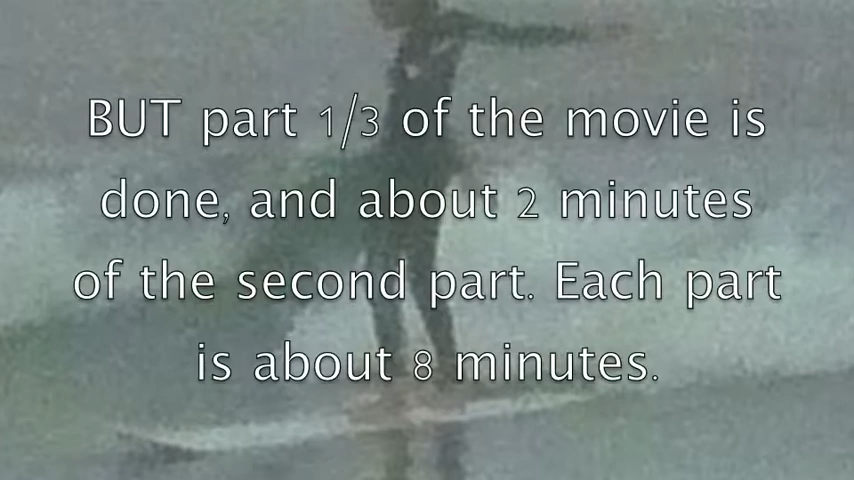 BUT part 1/3 of the movie is
done, and about 2 minutes
of the second part. Each part
is about 8 minutes.